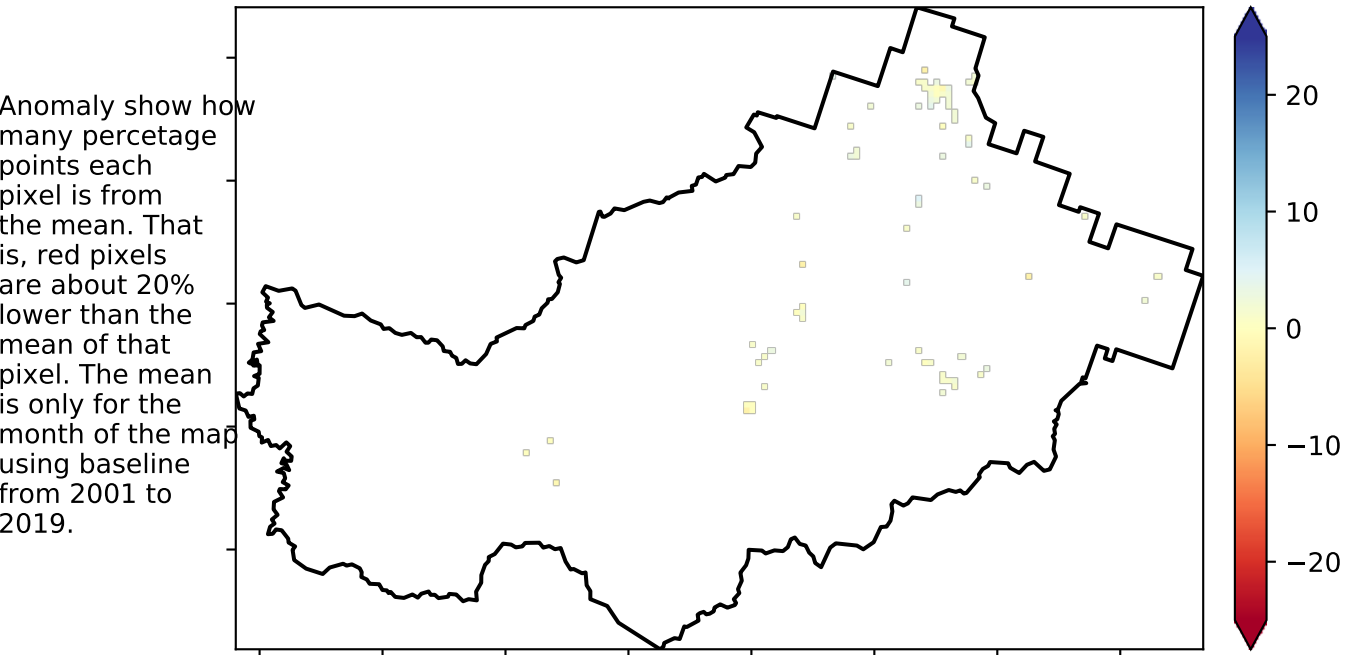 Anomaly show how
many percetage
points each
pixel is from
the mean. That
is, red pixels
are about 20%
lower than the
mean of that
pixel. The mean
is only for the
month of the map
using baseline
from 2001 to
2019.
20
10
0
−10
−20